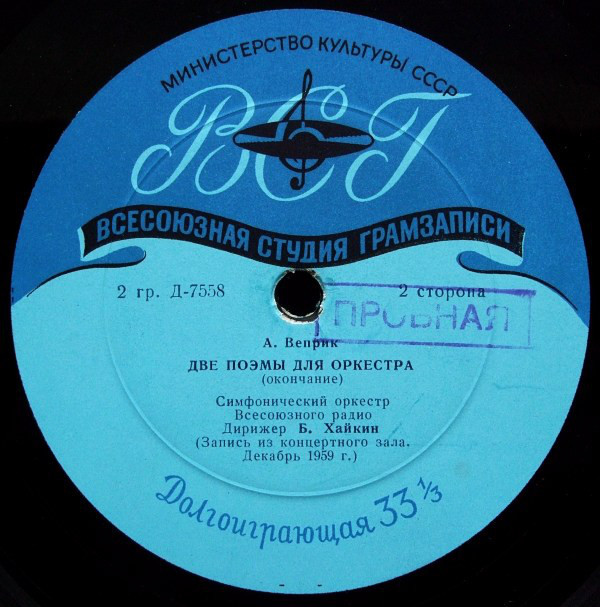 МИНИСТЕРСТВО КУЛЬТУРЫ СССР
ВСГ
ВСЕСОЮЗНАЯ СТУДИЯ ГРАМЗАПИСИ
2 гр. Д-7558
2 сторона
ПРОБНАЯ
А. Веприк
ДВЕ ПОЭМЫ ДЛЯ ОРКЕСТРА
(окончание)
Симфонический оркестр
Всесоюзного радио
Дирижер Б. Хайкин
(Запись из концертного зала.
Декабрь 1959 г.)
Долгоиграющая 33 ⅓